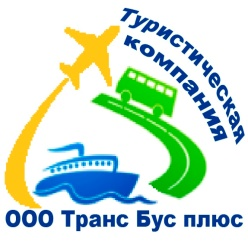 Туристическая
компания
ООО Транс Бус плюс